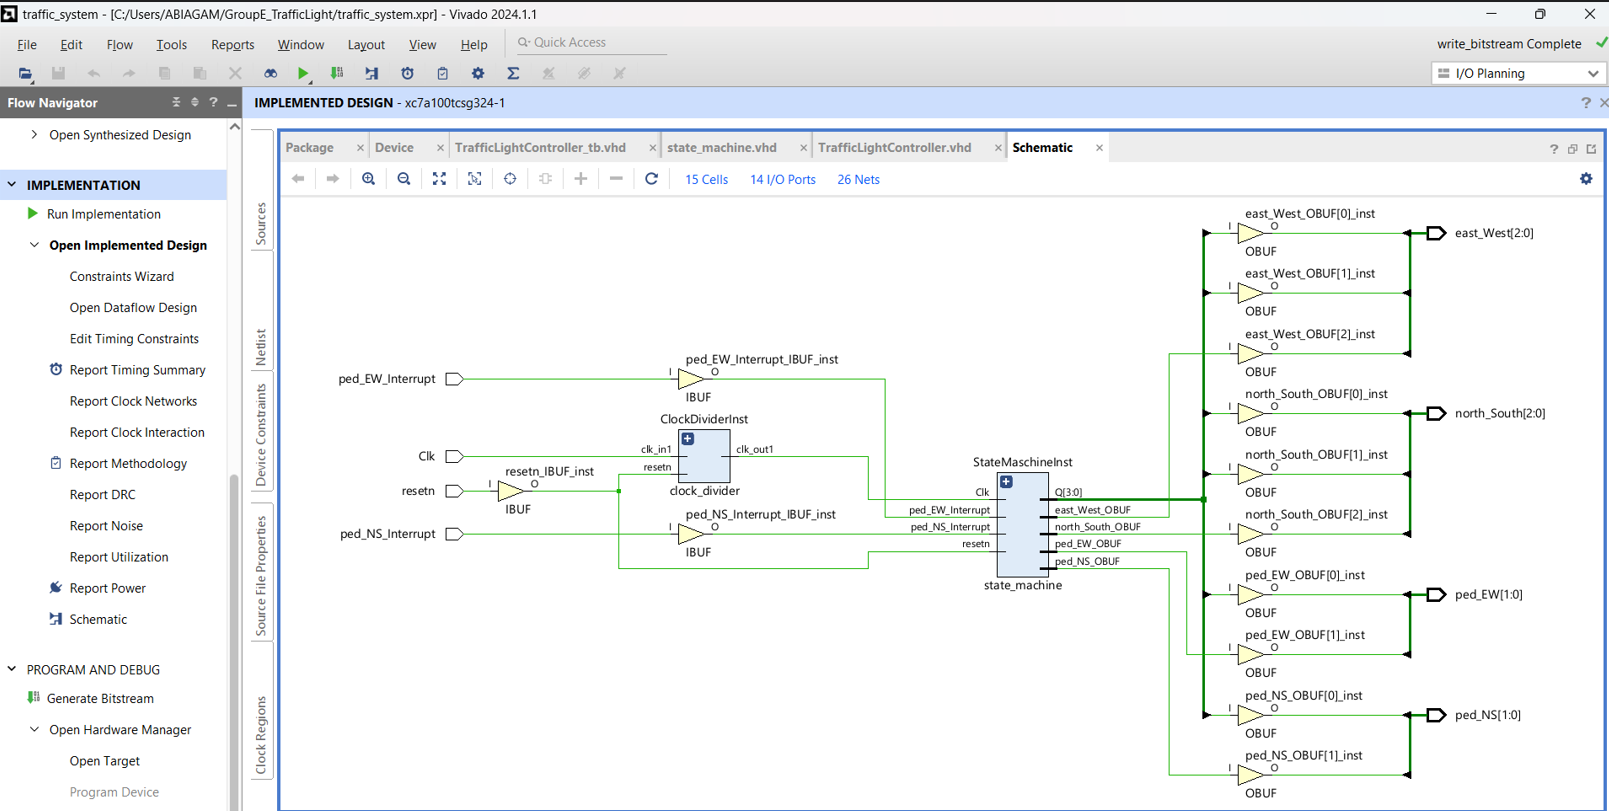 traffic_system - [C:/Users/ABIAGAM/GroupE_TrafficLight/traffic_system.xpr] - Vivado 2024.1.1
File Edit Flow Tools Reports Window Layout View Help Quick Access
write_bitstream Complete
I/O Planning
Flow Navigator
IMPLEMENTED DESIGN - xc7a100tcsg324-1
Open Synthesized Design
IMPLEMENTATION
Run Implementation
Open Implemented Design
Constraints Wizard
Open Dataflow Design
Edit Timing Constraints
Report Timing Summary
Report Clock Networks
Report Clock Interaction
Report Methodology
Report DRC
Report Noise
Report Utilization
Report Power
Schematic
PROGRAM AND DEBUG
Generate Bitstream
Open Hardware Manager
Open Target
Program Device
Sources
Netlist
Device Constraints
Source File Properties
Clock Regions
Package Device TrafficLightController_tb.vhd state_machine.vhd TrafficLightController.vhd Schematic
15 Cells 14 I/O Ports 26 Nets
ped_EW_Interrupt
Clk
resetn
ped_NS_Interrupt
resetn_IBUF_inst
I O
IBUF
ped_EW_Interrupt_IBUF_inst
I O
IBUF
ClockDividerInst
clk_in1 clk_out1
resetn
clock_divider
ped_NS_Interrupt_IBUF_inst
I O
IBUF
StateMaschineInst
Clk Q[3:0]
ped_EW_Interrupt east_West_OBUF
ped_NS_Interrupt north_South_OBUF
resetn ped_EW_OBUF
ped_NS_OBUF
state_machine
east_West_OBUF[0]_inst
I O
OBUF
east_West_OBUF[1]_inst
I O
OBUF
east_West_OBUF[2]_inst
I O
OBUF
north_South_OBUF[0]_inst
I O
OBUF
north_South_OBUF[1]_inst
I O
OBUF
north_South_OBUF[2]_inst
I O
OBUF
ped_EW_OBUF[0]_inst
I O
OBUF
ped_EW_OBUF[1]_inst
I O
OBUF
ped_NS_OBUF[0]_inst
I O
OBUF
ped_NS_OBUF[1]_inst
I O
OBUF
east_West[2:0]
north_South[2:0]
ped_EW[1:0]
ped_NS[1:0]